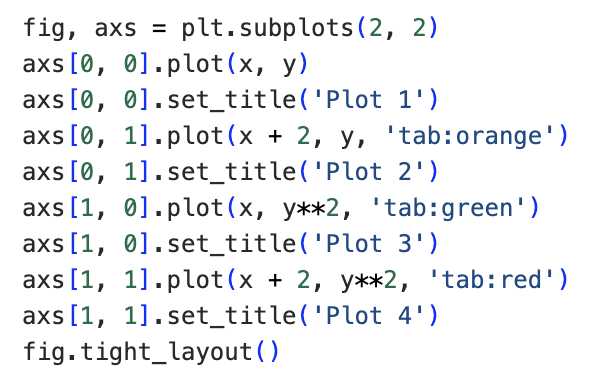 fig, axs = plt.subplots(2, 2)
axs[0, 0].plot(x, y)
axs[0, 0].set_title('Plot 1')
axs[0, 1].plot(x + 2, y, 'tab:orange')
axs[0, 1].set_title('Plot 2')
axs[1, 0].plot(x, y**2, 'tab:green')
axs[1, 0].set_title('Plot 3')
axs[1, 1].plot(x + 2, y**2, 'tab:red')
axs[1, 1].set_title('Plot 4')
fig.tight_layout()